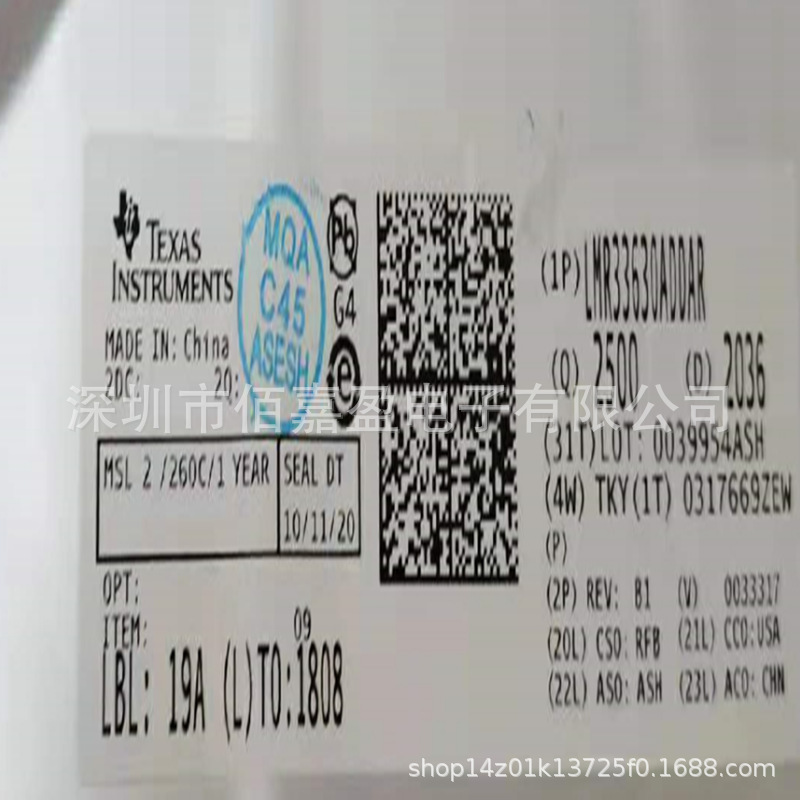 TEXAS
INSTRUMENTS
MADE IN: China
2DC: 20:
MQA
C45
ASESH
Pb
G4
e
MSL 2 /260C/1 YEAR
SEAL DT
10/11/20
OPT:
ITEM:
09
LBL: 19A (L)TO:1808
(1P) LMR33630ADDAR
(Q) 2500 (D) 2036
(31T)LOT: 0039954ASH
(4W) TKY(1T) 0317669ZEW
(P)
(2P) REV: B1 (V) 0033317
(20L) CSO: RFB (21L) CCO:USA
(22L) ASO: ASH (23L) ACO: CHN
深圳市佰嘉盈电子有限公司
shop14z01k13725f0.1688.com